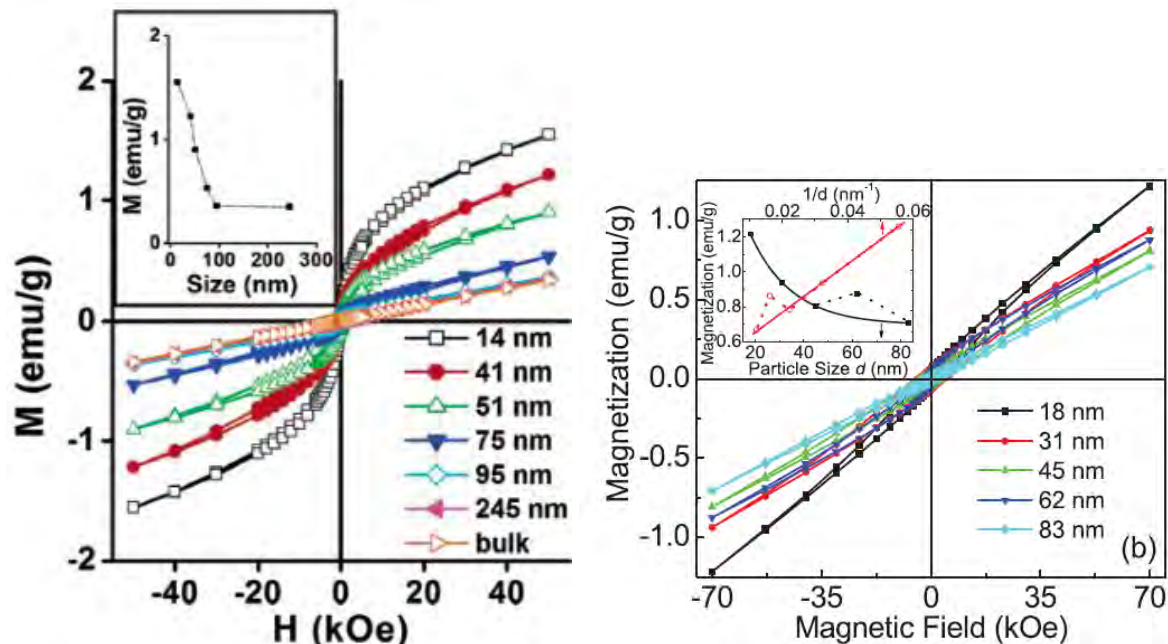 2
M (emu/g)
1
0
0 100 200 300
Size (nm)
2
1
0
-1
-2
M (emu/g)
14 nm
41 nm
51 nm
75 nm
95 nm
245 nm
bulk
-40 -20 0 20 40
H (kOe)
1/d (nm-1)
0.02 0.04 0.06
Magnetization (emu/g)
1.2
1.0
0.8
0.6
20 40 60 80
Particle Size d (nm)
1.0
0.5
0.0
-0.5
-1.0
Magnetization (emu/g)
18 nm
31 nm
45 nm
62 nm
83 nm
(b)
-70 -35 0 35 70
Magnetic Field (kOe)